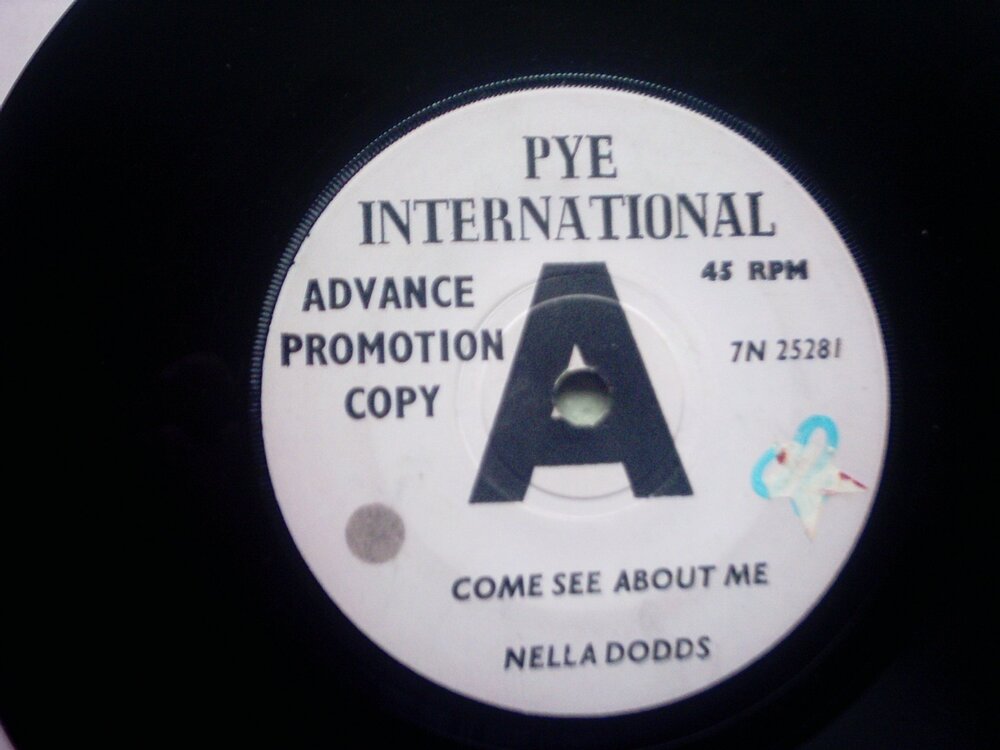 PYE
INTERNATIONAL
45 RPM
ADVANCE
PROMOTION
COPY
A
7N 25281
COME SEE ABOUT ME
NELLA DODDS